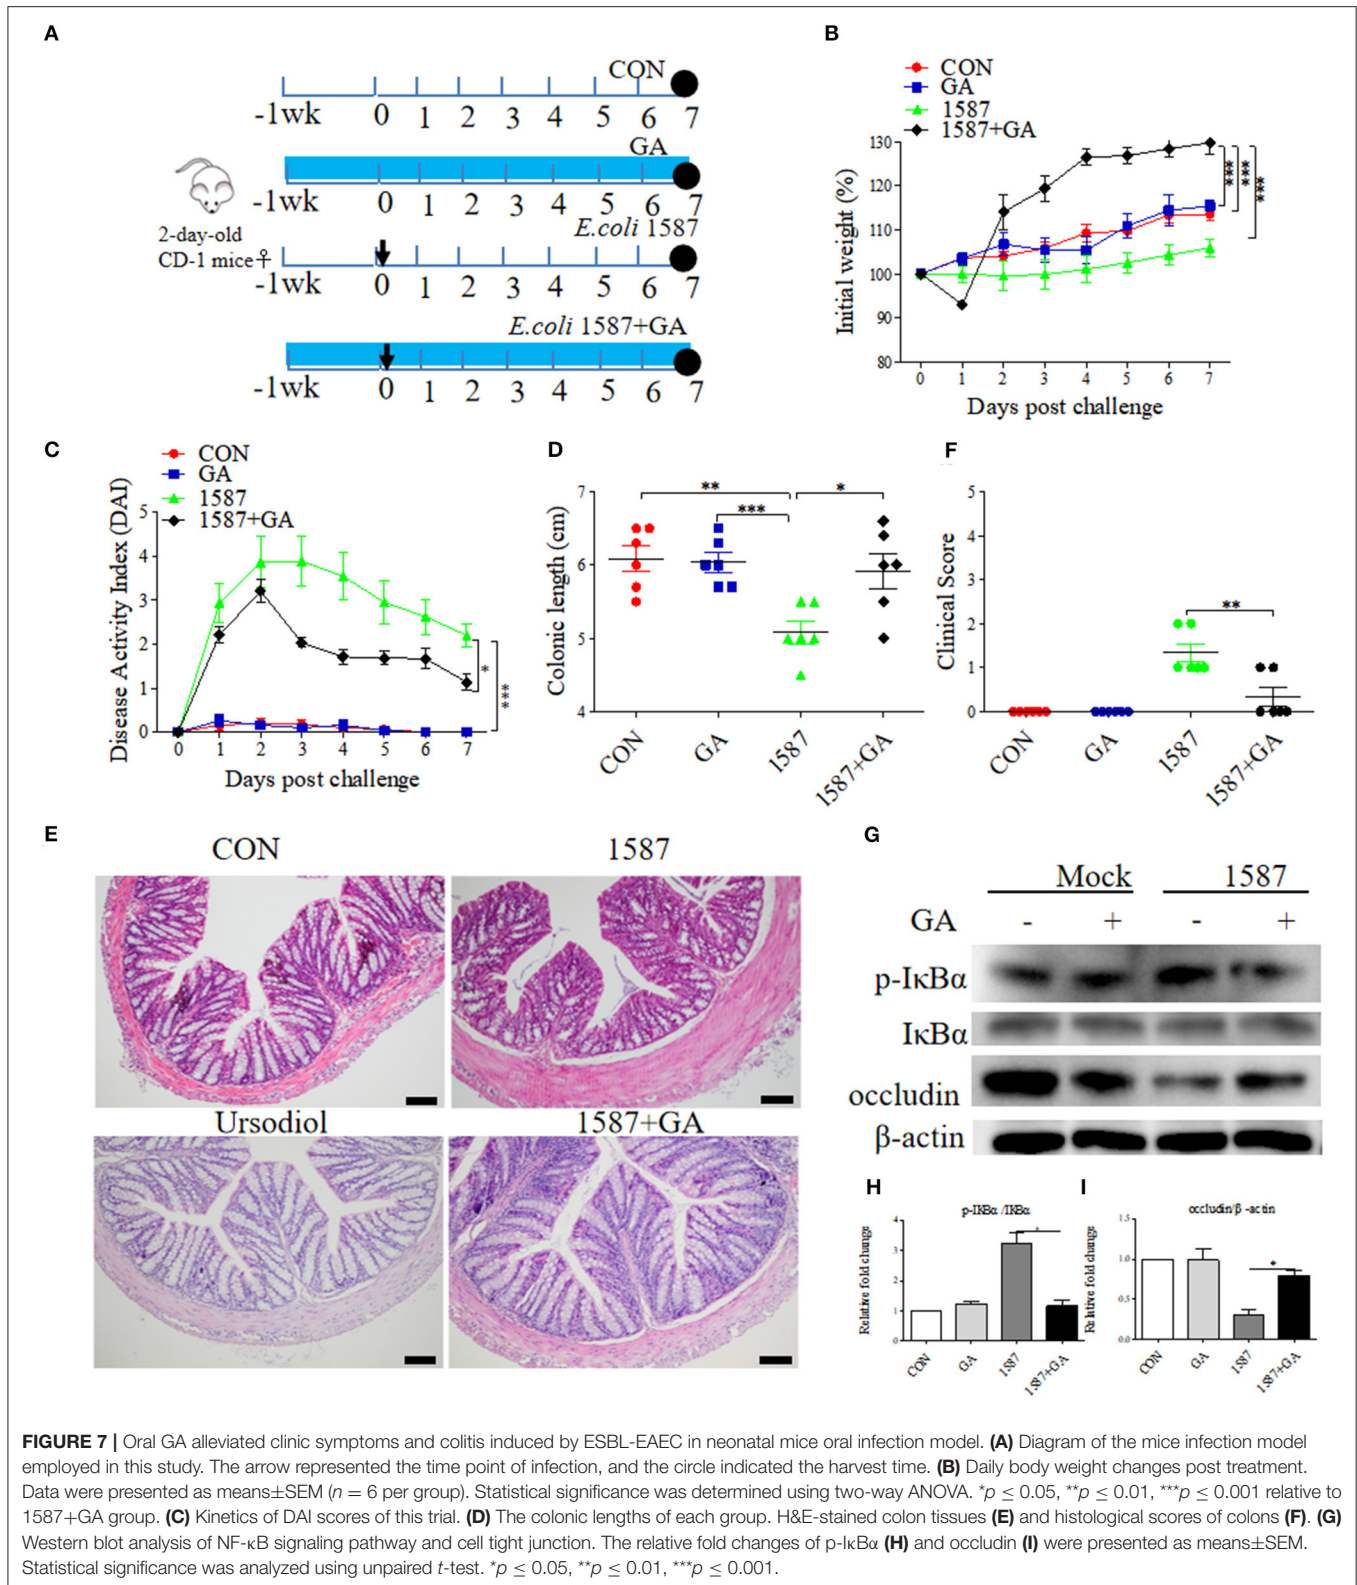 A
CON
-1wk 0 1 2 3 4 5 6 7
GA
-1wk 0 1 2 3 4 5 6 7
2-day-old
CD-1 mice♀
E.coli 1587
-1wk 0 1 2 3 4 5 6 7
E.coli 1587+GA
-1wk 0 1 2 3 4 5 6 7
B
CON
GA
1587
1587+GA
Initial weight (%)
130
120
110
100
90
80
0 1 2 3 4 5 6 7
Days post challenge
*** *** ***
C
CON
GA
1587
1587+GA
Disease Activity Index (DAI)
5
4
3
2
1
0
0 1 2 3 4 5 6 7
Days post challenge
* ***
D
Colonic length (cm)
7
6
5
4
** *
***
CON GA 1587 1587+GA
F
Clinical Score
5
4
3
2
1
0
**
CON GA 1587 1587+GA
E
CON 1587
Ursodiol 1587+GA
G
Mock 1587
GA - + - +
p-IκBα
IκBα
occludin
β-actin
H
p-IKBα /IKBα
Relative fold change
4
3
2
1
0
*
CON GA 1587 1587+GA
I
occludin/β -actin
Relative fold change
1.5
1.0
0.5
0.0
*
CON GA 1587 1587+GA
FIGURE 7 | Oral GA alleviated clinic symptoms and colitis induced by ESBL-EAEC in neonatal mice oral infection model. (A) Diagram of the mice infection model
employed in this study. The arrow represented the time point of infection, and the circle indicated the harvest time. (B) Daily body weight changes post treatment.
Data were presented as means±SEM (n = 6 per group). Statistical significance was determined using two-way ANOVA. *p ≤ 0.05, **p ≤ 0.01, ***p ≤ 0.001 relative to
1587+GA group. (C) Kinetics of DAI scores of this trial. (D) The colonic lengths of each group. H&E-stained colon tissues (E) and histological scores of colons (F). (G)
Western blot analysis of NF-κB signaling pathway and cell tight junction. The relative fold changes of p-IκBα (H) and occludin (I) were presented as means±SEM.
Statistical significance was analyzed using unpaired t-test. *p ≤ 0.05, **p ≤ 0.01, ***p ≤ 0.001.